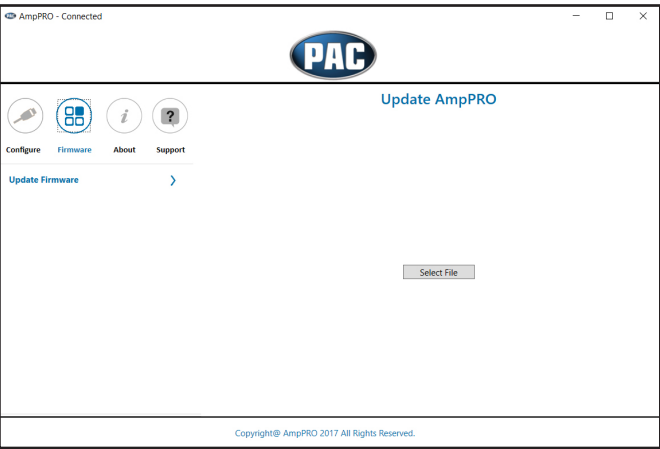 AmpPRO - Connected
PAC
Update AmpPRO
Configure Firmware About Support
Update Firmware
Select File
Copyright@ AmpPRO 2017 All Rights Reserved.